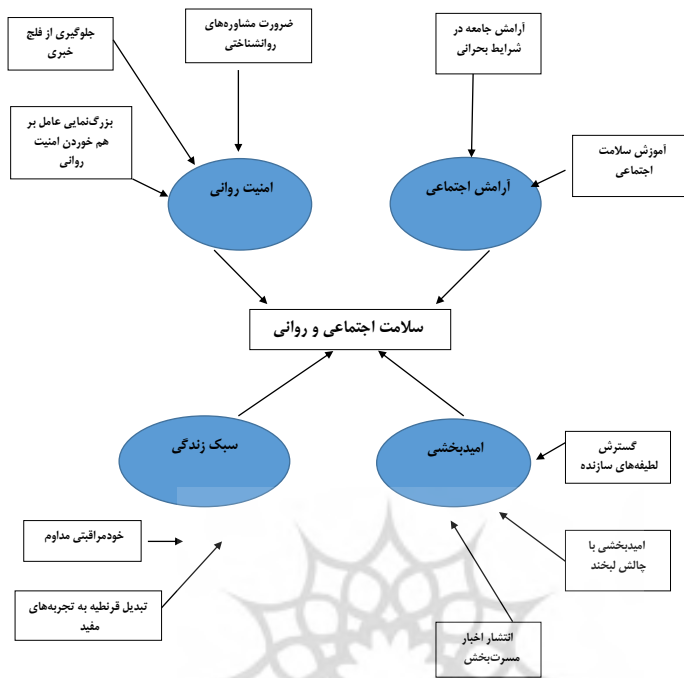 آرامش جامعه در
شرایط بحرانی
ضرورت مشاوره‌های
روانشناختی
جلوگیری از فلج
خبری
آموزش سلامت
اجتماعی
بزرگ‌نمایی عامل بر
هم خوردن امنیت
روانی
آرامش اجتماعی
امنیت روانی
سلامت اجتماعی و روانی
امیدبخشی
سبک زندگی
گسترش
لطیفه‌های سازنده
خودمراقبتی مداوم
امیدبخشی با
چالش لبخند
تبدیل قرنطیه به تجربه‌های
مفید
انتشار اخبار
مسرت‌بخش